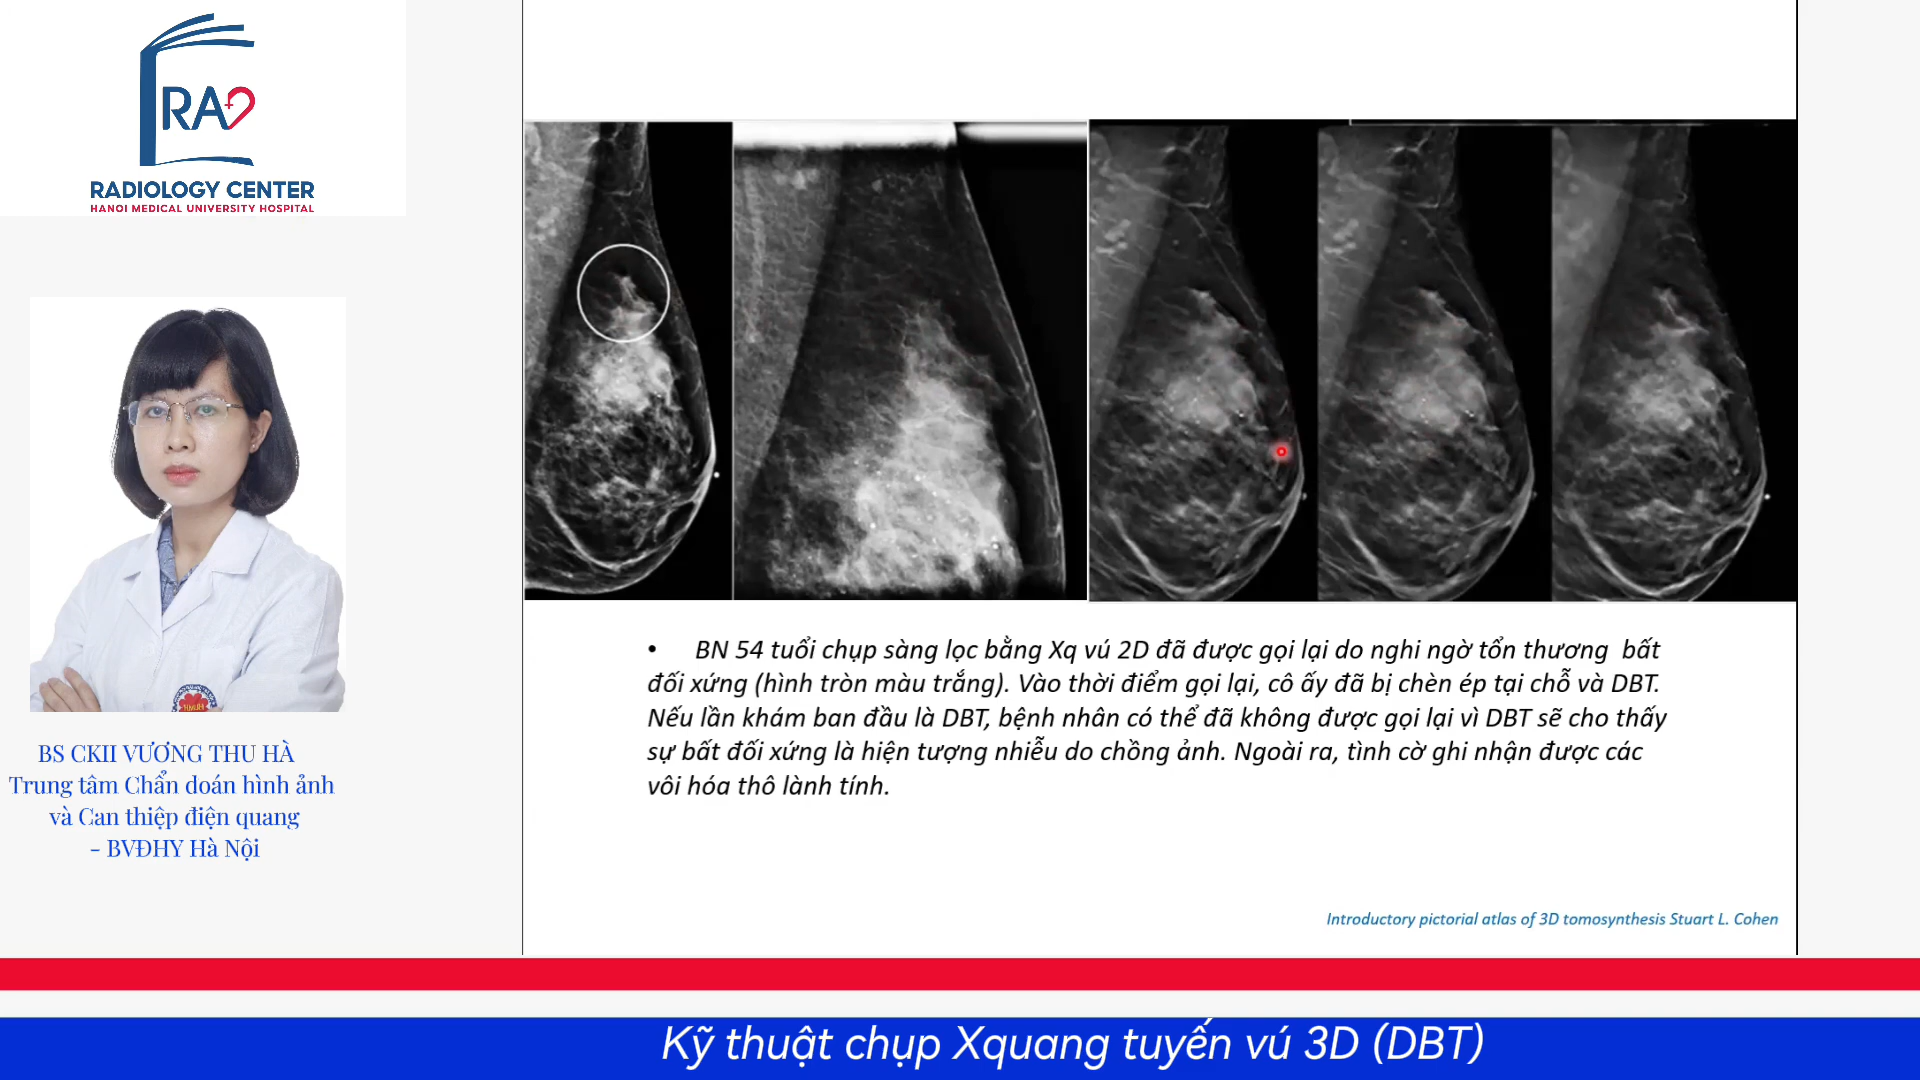 RA
RADIOLOGY CENTER
HANOI MEDICAL UNIVERSITY HOSPITAL
HMUH
BS CKII VƯƠNG THU HÀ
Trung tâm Chẩn đoán hình ảnh
và Can thiệp điện quang
- BVĐHY Hà Nội
• BN 54 tuổi chụp sàng lọc bằng Xq vú 2D đã được gọi lại do nghi ngờ tổn thương bất
đối xứng (hình tròn màu trắng). Vào thời điểm gọi lại, cô ấy đã bị chèn ép tại chỗ và DBT.
Nếu lần khám ban đầu là DBT, bệnh nhân có thể đã không được gọi lại vì DBT sẽ cho thấy
sự bất đối xứng là hiện tượng nhiễu do chồng ảnh. Ngoài ra, tình cờ ghi nhận được các
vôi hóa thô lành tính.
Introductory pictorial atlas of 3D tomosynthesis Stuart L. Cohen
Kỹ thuật chụp Xquang tuyến vú 3D (DBT)